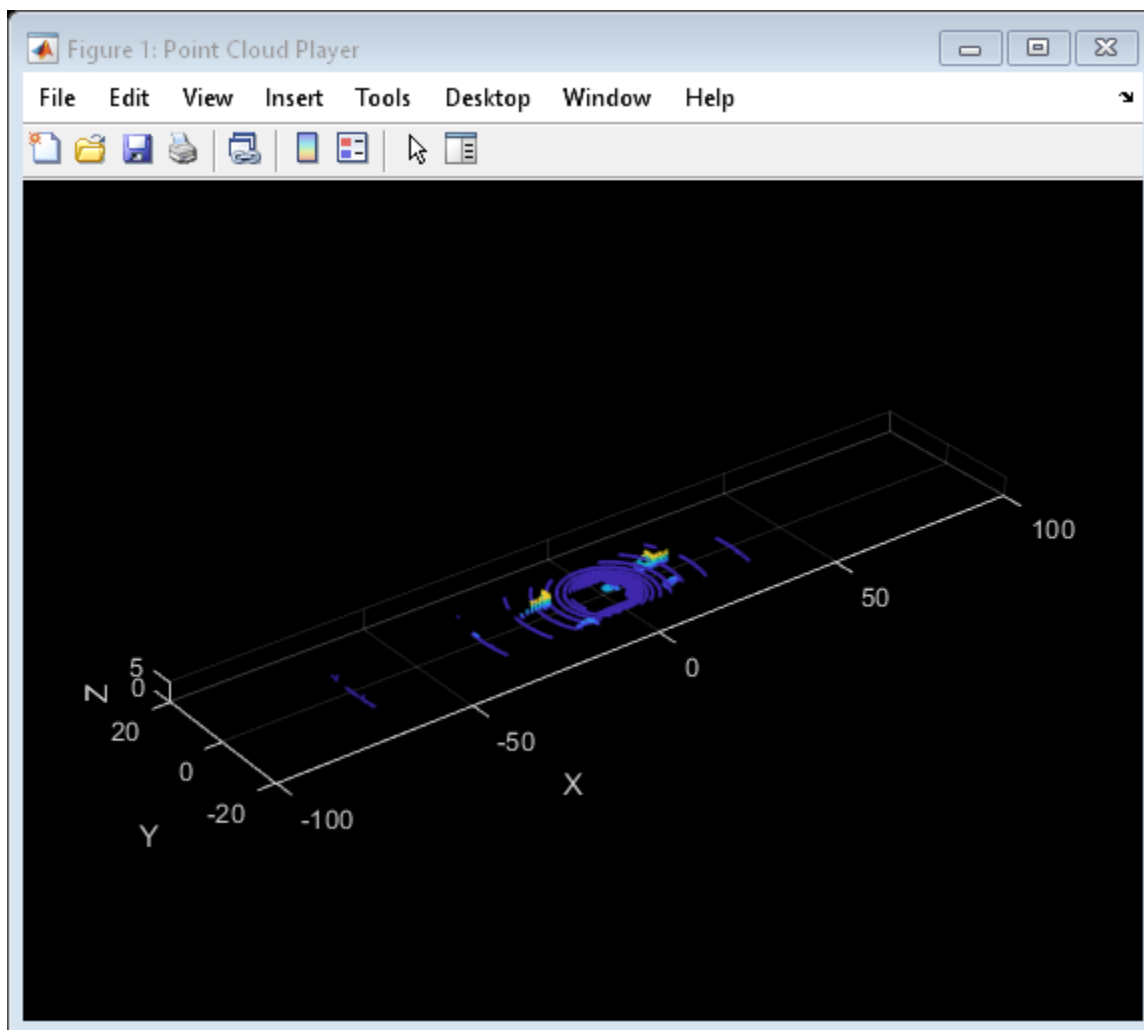 Figure 1: Point Cloud Player
File Edit View Insert Tools Desktop Window Help
100
50
0
-50
X
-100
5
0
Z
20
0
-20
Y